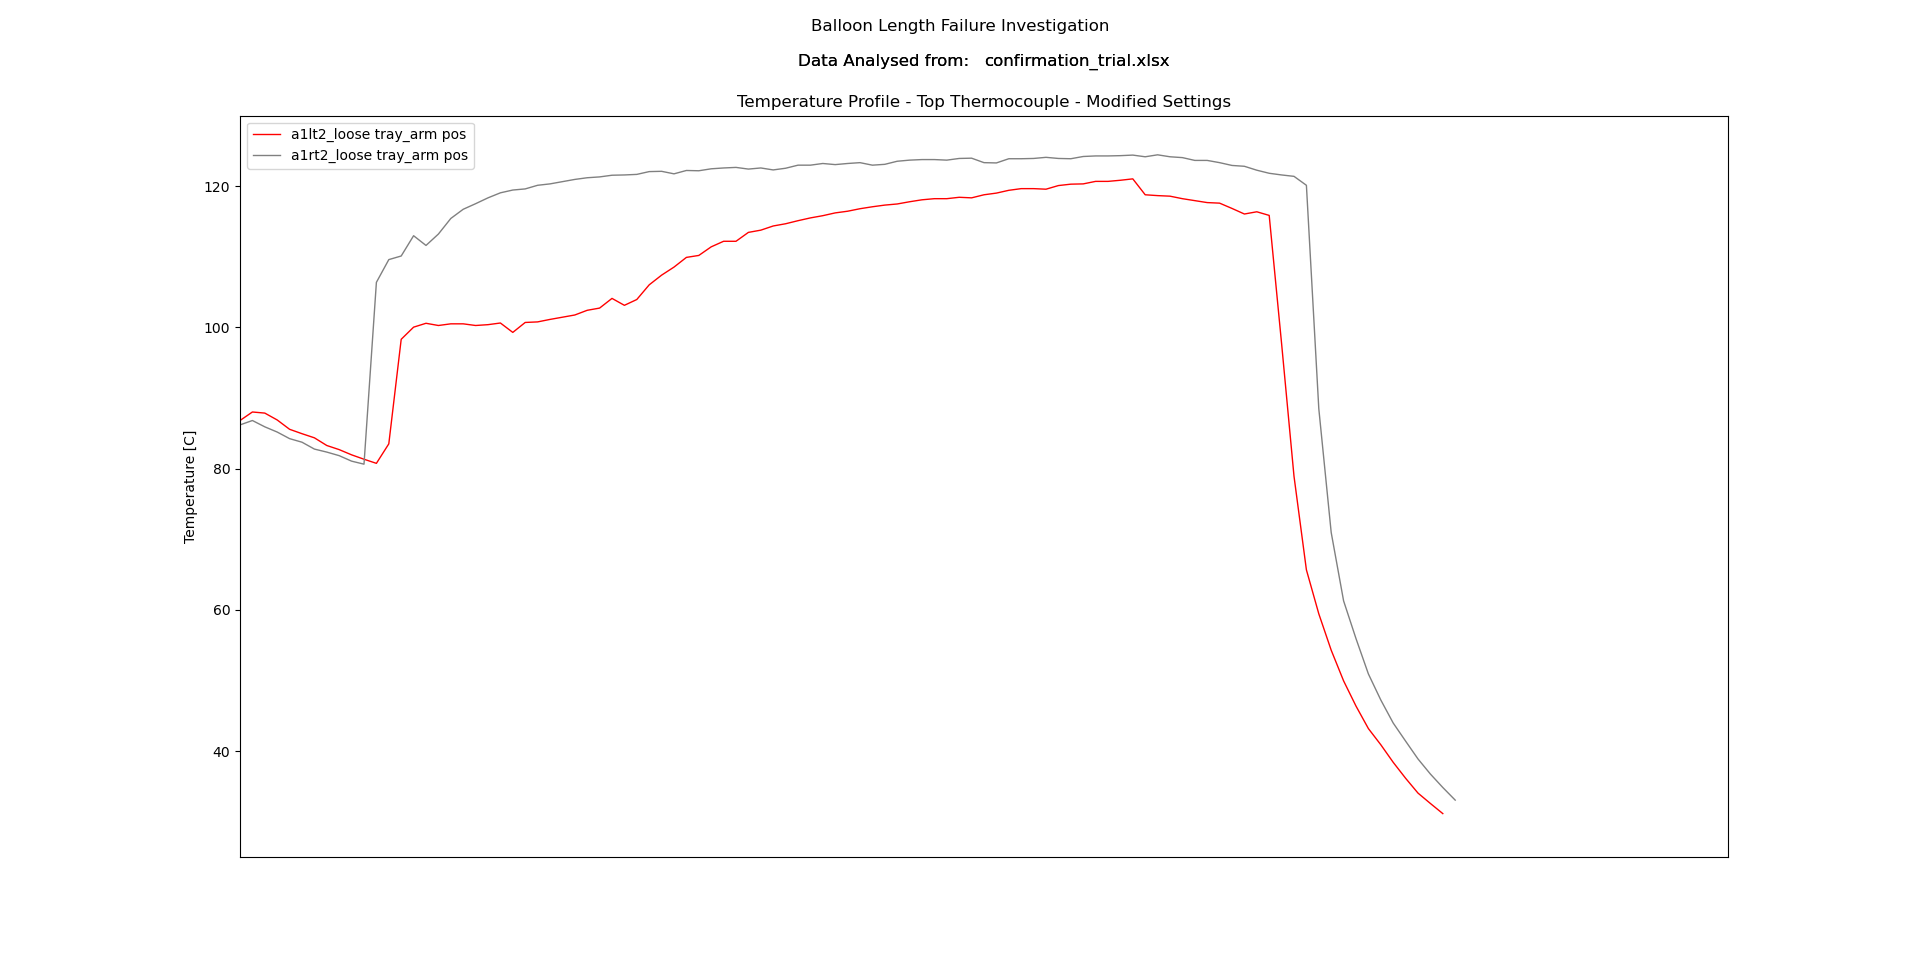 Balloon Length Failure Investigation
Data Analysed from:   confirmation_trial.xlsx
Temperature Profile - Top Thermocouple - Modified Settings
a1lt2_loose tray_arm pos
a1rt2_loose tray_arm pos
120
100
80
60
40
Temperature [C]